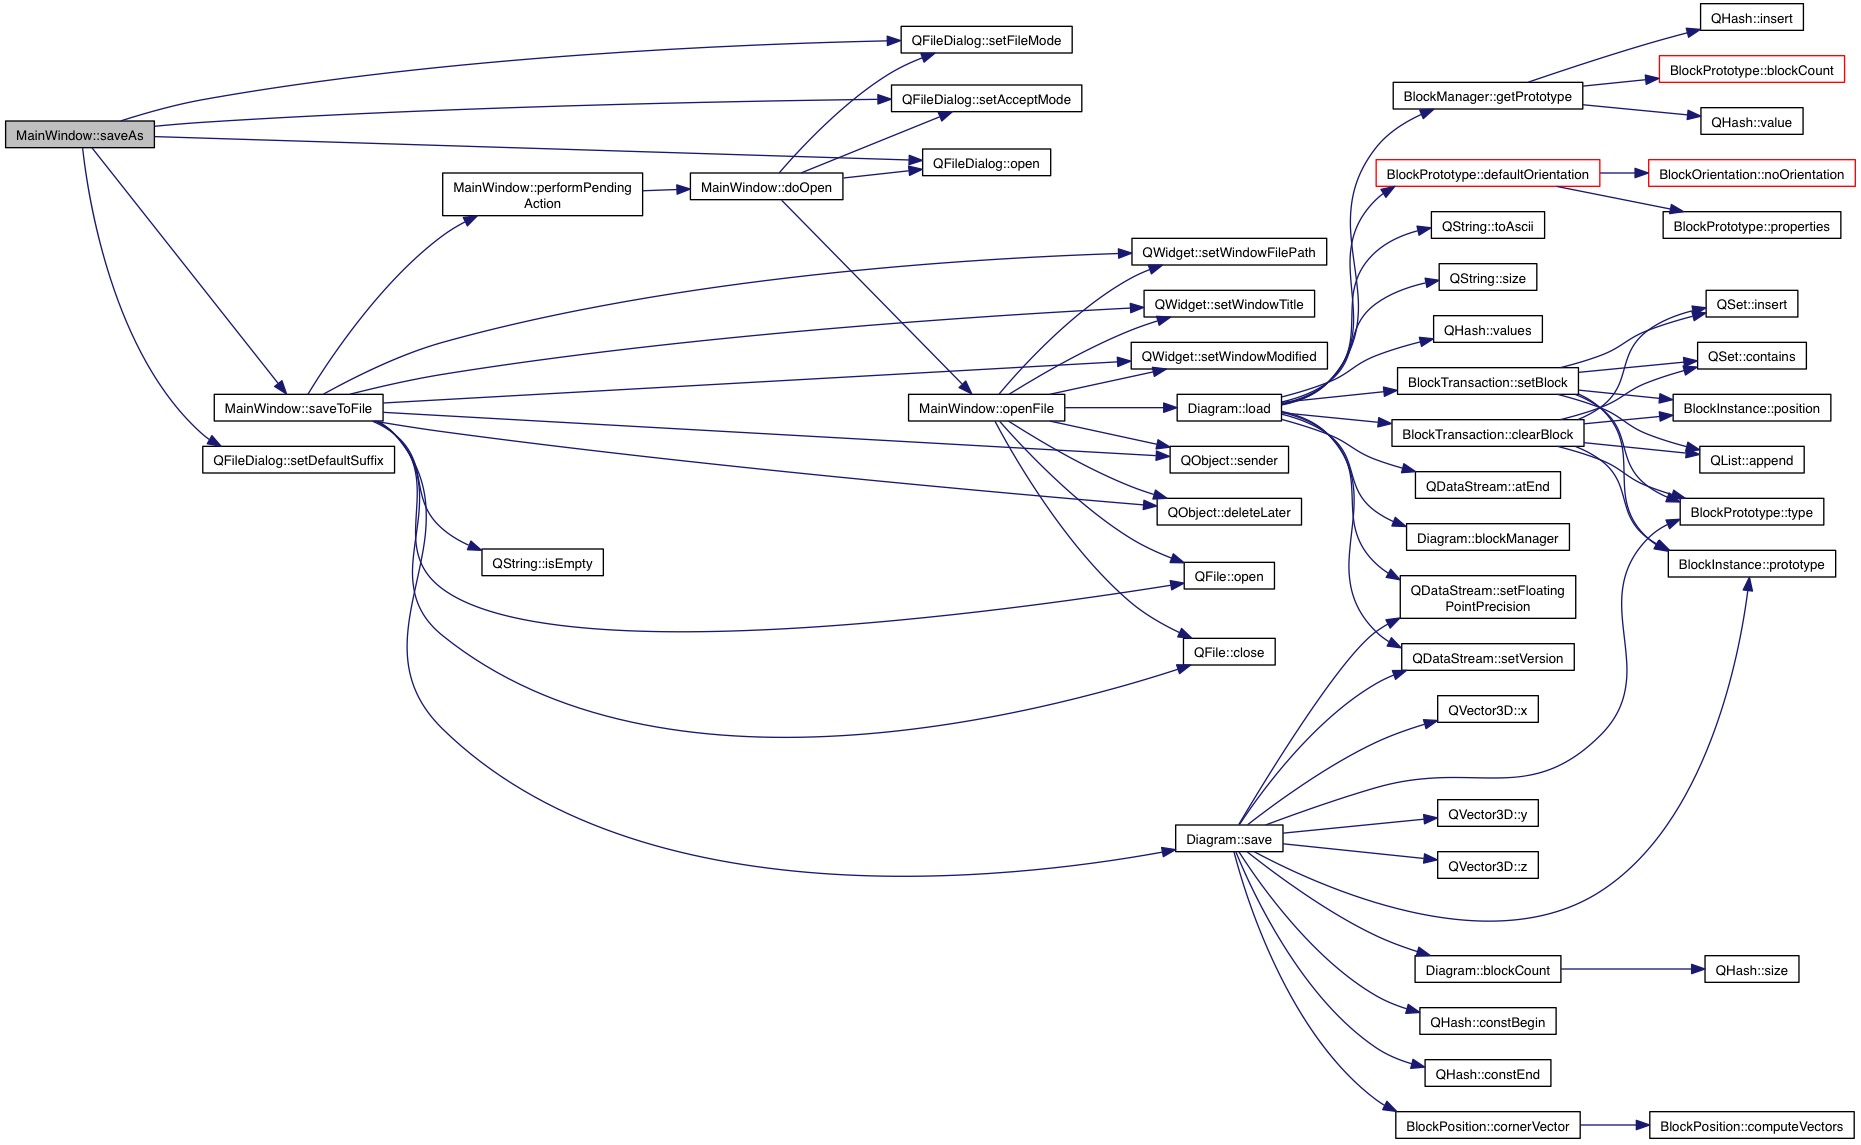 MainWindow::saveAs
QFileDialog::setFileMode
QFileDialog::setAcceptMode
QFileDialog::open
MainWindow::performPending
Action
MainWindow::doOpen
MainWindow::saveToFile
QFileDialog::setDefaultSuffix
QString::isEmpty
MainWindow::openFile
QWidget::setWindowFilePath
QWidget::setWindowTitle
QWidget::setWindowModified
Diagram::load
QObject::sender
QObject::deleteLater
QFile::open
QFile::close
Diagram::save
BlockManager::getPrototype
QHash::insert
BlockPrototype::blockCount
QHash::value
BlockPrototype::defaultOrientation
BlockOrientation::noOrientation
BlockPrototype::properties
QString::toAscii
QString::size
QHash::values
BlockTransaction::setBlock
BlockTransaction::clearBlock
QSet::insert
QSet::contains
BlockInstance::position
QList::append
BlockPrototype::type
BlockInstance::prototype
QDataStream::atEnd
Diagram::blockManager
QDataStream::setFloating
PointPrecision
QDataStream::setVersion
QVector3D::x
QVector3D::y
QVector3D::z
Diagram::blockCount
QHash::size
QHash::constBegin
QHash::constEnd
BlockPosition::cornerVector
BlockPosition::computeVectors